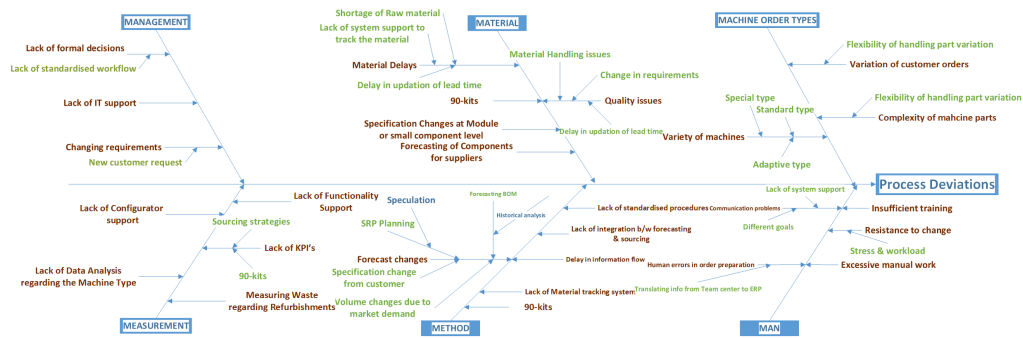 MANAGEMENT
Lack of formal decisions
Lack of standardised workflow
Lack of IT support
Changing requirements
New customer request
MATERIAL
Shortage of Raw material
Lack of system support to
track the material
Material Delays
Delay in updation of lead time
Material Handling issues
Change in requirements
90-kits
Quality issues
Delay in updation of lead time
Specification Changes at Module
or small component level
Forecasting of Components
for suppliers
MACHINE ORDER TYPES
Flexibility of handling part variation
Variation of customer orders
Flexibility of handling part variation
Complexity of mahcine parts
Special type
Standard type
Variety of machines
Adaptive type
Process Deviations
Lack of Functionality
Support
Lack of Configurator
support
Sourcing strategies
Lack of KPI's
90-kits
Lack of Data Analysis
regarding the Machine Type
Measuring Waste
regarding Refurbishments
MEASUREMENT
Forecasting BOM
Speculation
Historical analysis
SRP Planning
Forecast changes
Specification change
from customer
Volume changes due to
market demand
Lack of standardised procedures
Lack of integration b/w forecasting
& sourcing
Delay in information flow
Lack of Material tracking system
90-kits
METHOD
Lack of system support
Communication problems
Insufficient training
Different goals
Resistance to change
Stress & workload
Human errors in order preparation
Excessive manual work
Translating info from Team center to ERP
MAN